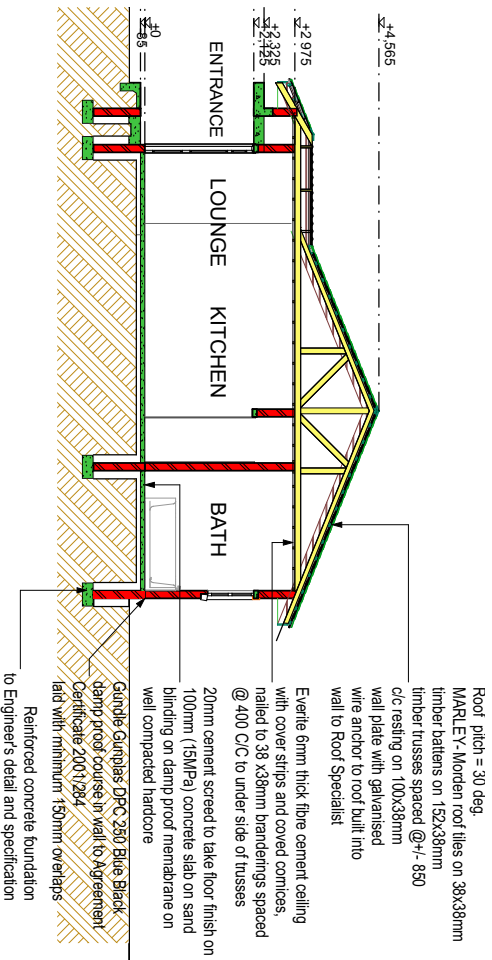 +4,565
+2 975
+2,325
+2,125
+0
-85
ENTRANCE
LOUNGE
KITCHEN
BATH
Roof pitch = 30 deg.
MARLEY- Morden roof tiles on 38x38mm
timber battens on 152x38mm
timber trusses spaced @+/- 850
c/c resting on 100x38mm
wall plate with galvanised
wire anchor to roof built into
wall to Roof Specialist
Everite 6mm thick fibre cement ceiling
with cover strips and coved cornices,
nailed to 38 x38mm branderings spaced
@ 400 C/C to under side of trusses
20mm cement screed to take floor finish on
100mm (15MPa) concrete slab on sand
blinding on damp proof memabrane on
well compacted hardcore
Gundle Gunplas DPC 250 Blue Black
damp proof course in wall to Agreement
Certificate 2001/284
laid with minimum 150mm overlaps
Reinforced concrete foundation
to Engineer's detail and specification